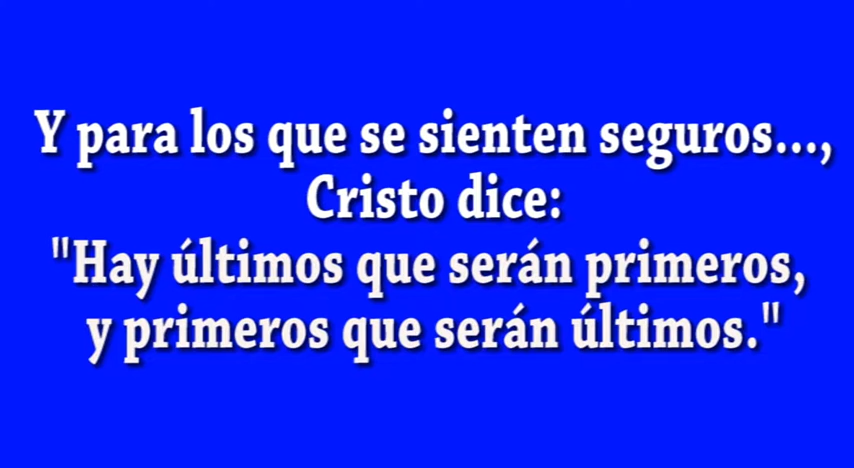 Y para los que se sienten seguros...,
Cristo dice:
"Hay últimos que serán primeros,
y primeros que serán últimos."